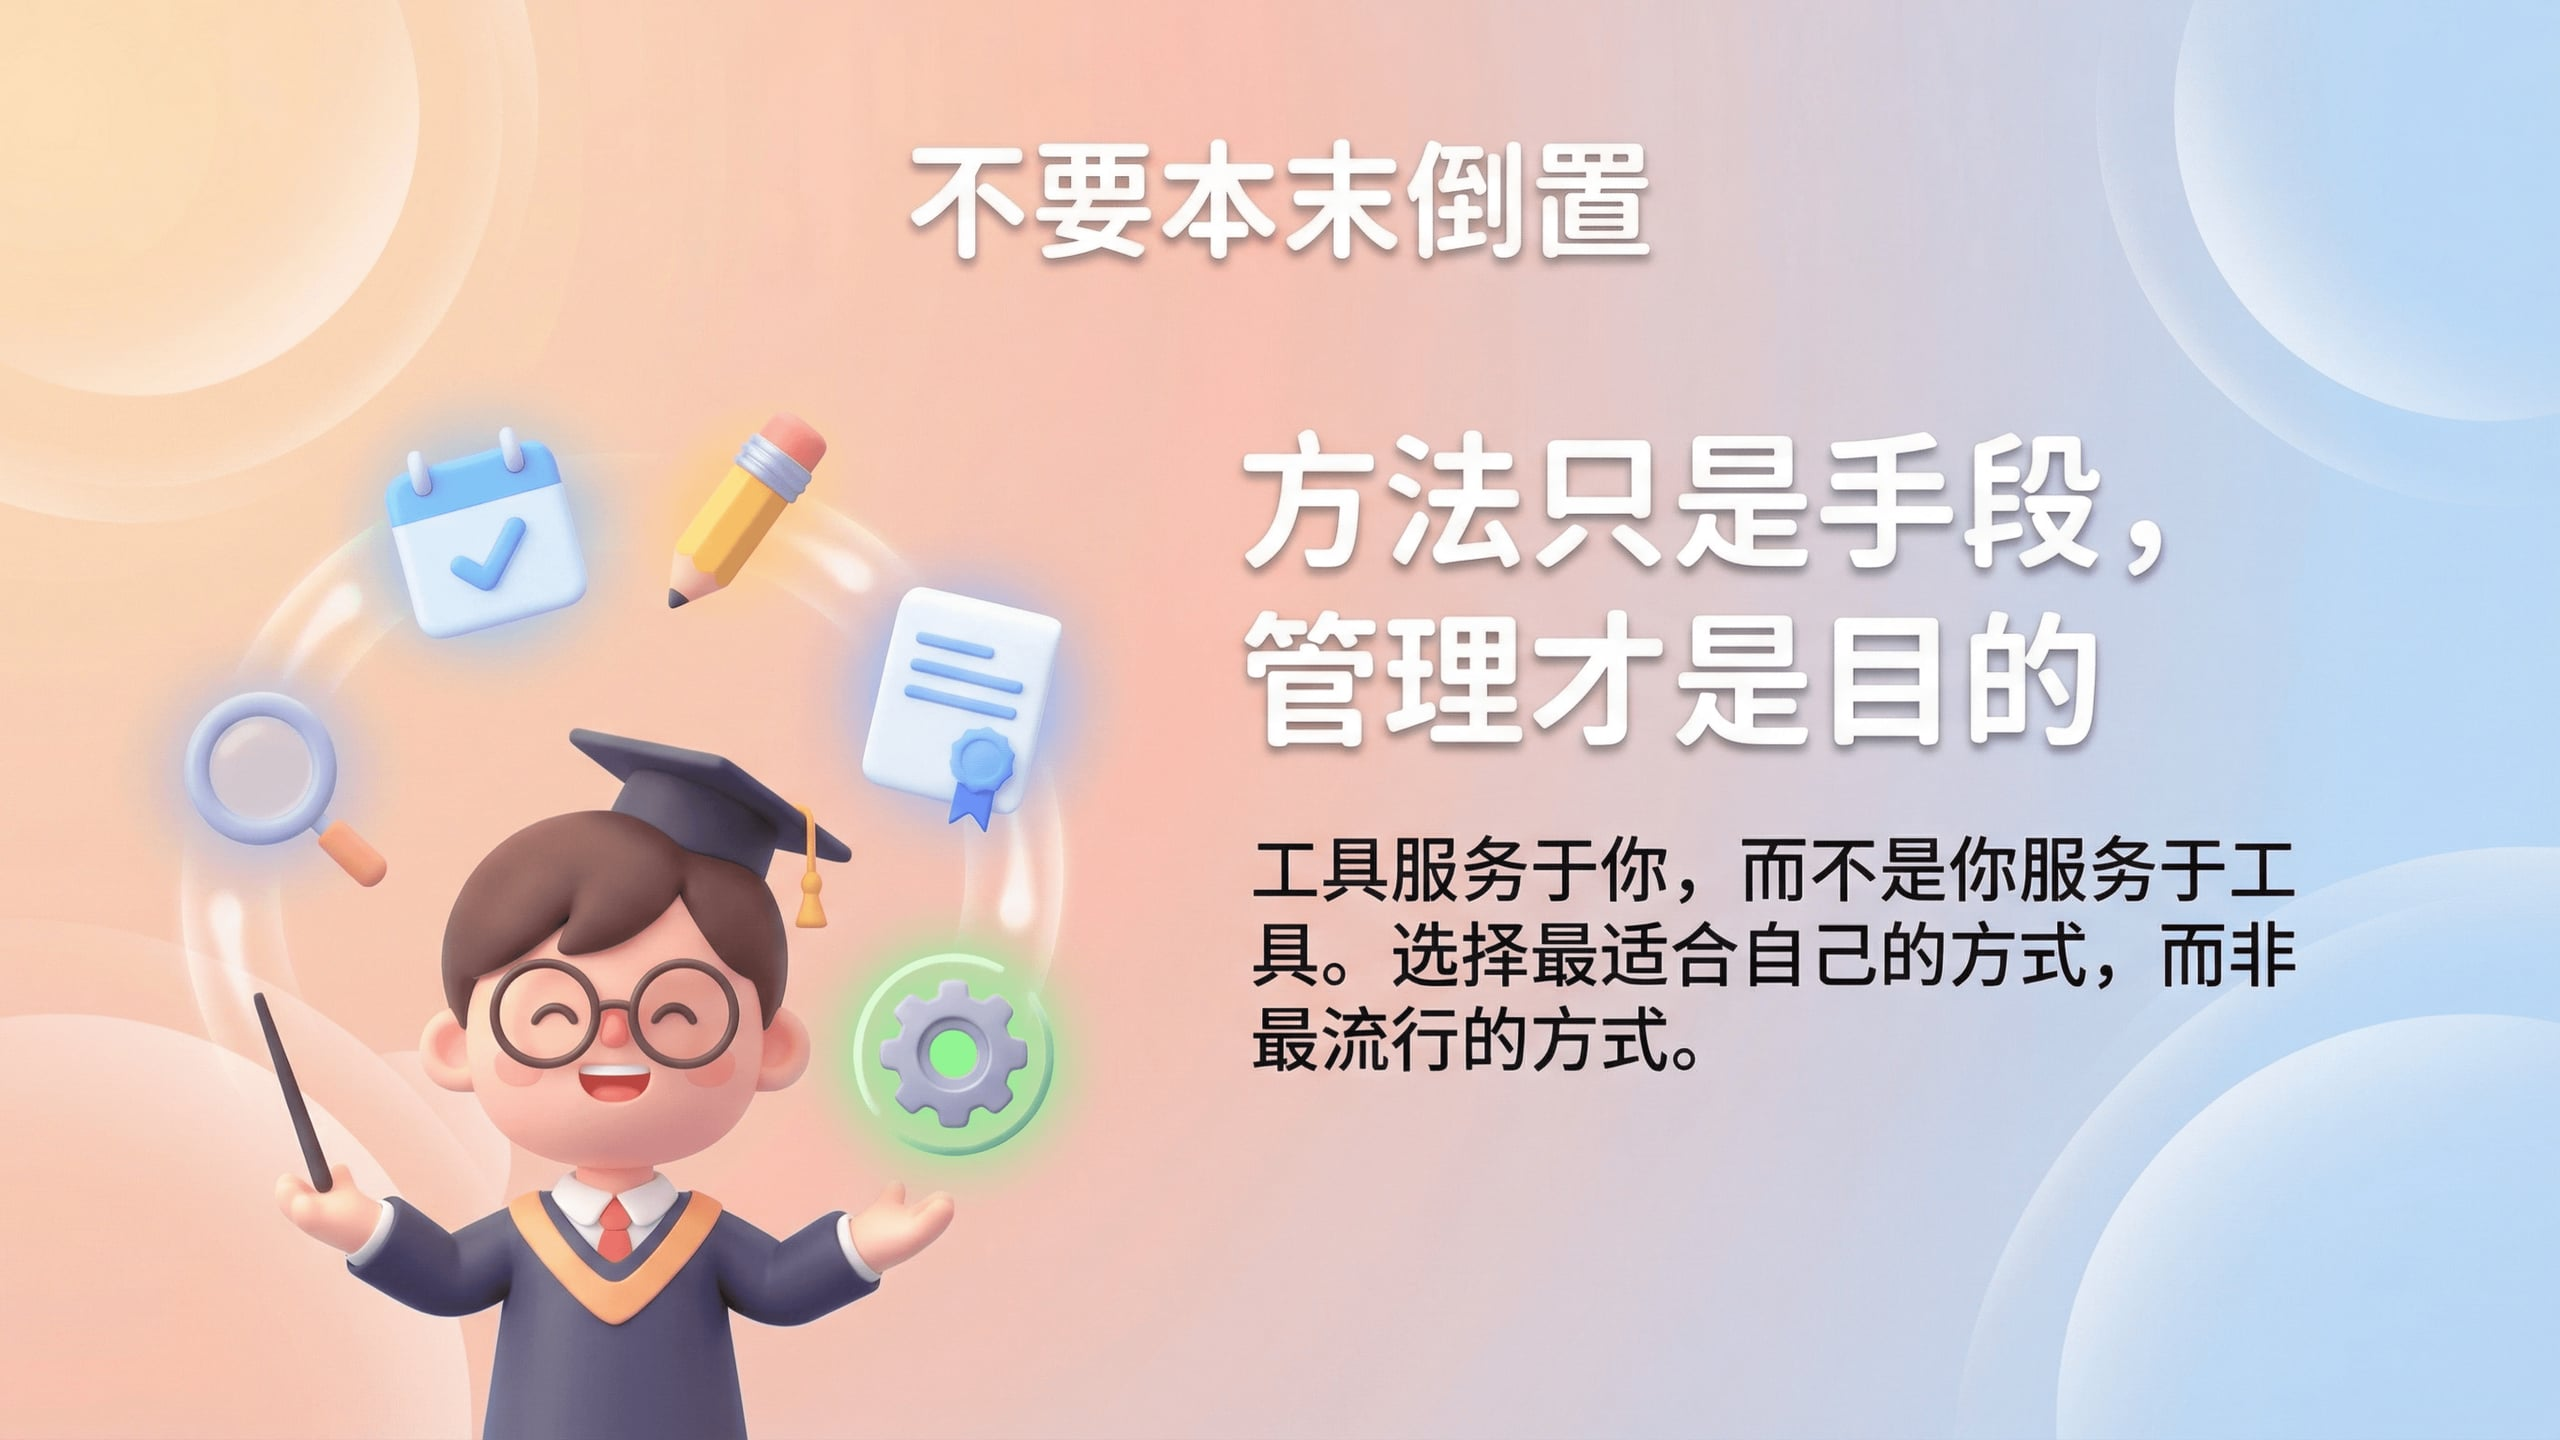 不要本末倒置
方法只是手段，
管理才是目的
工具服务于你，而不是你服务于工
具。选择最适合自己的方式，而非
最流行的方式。